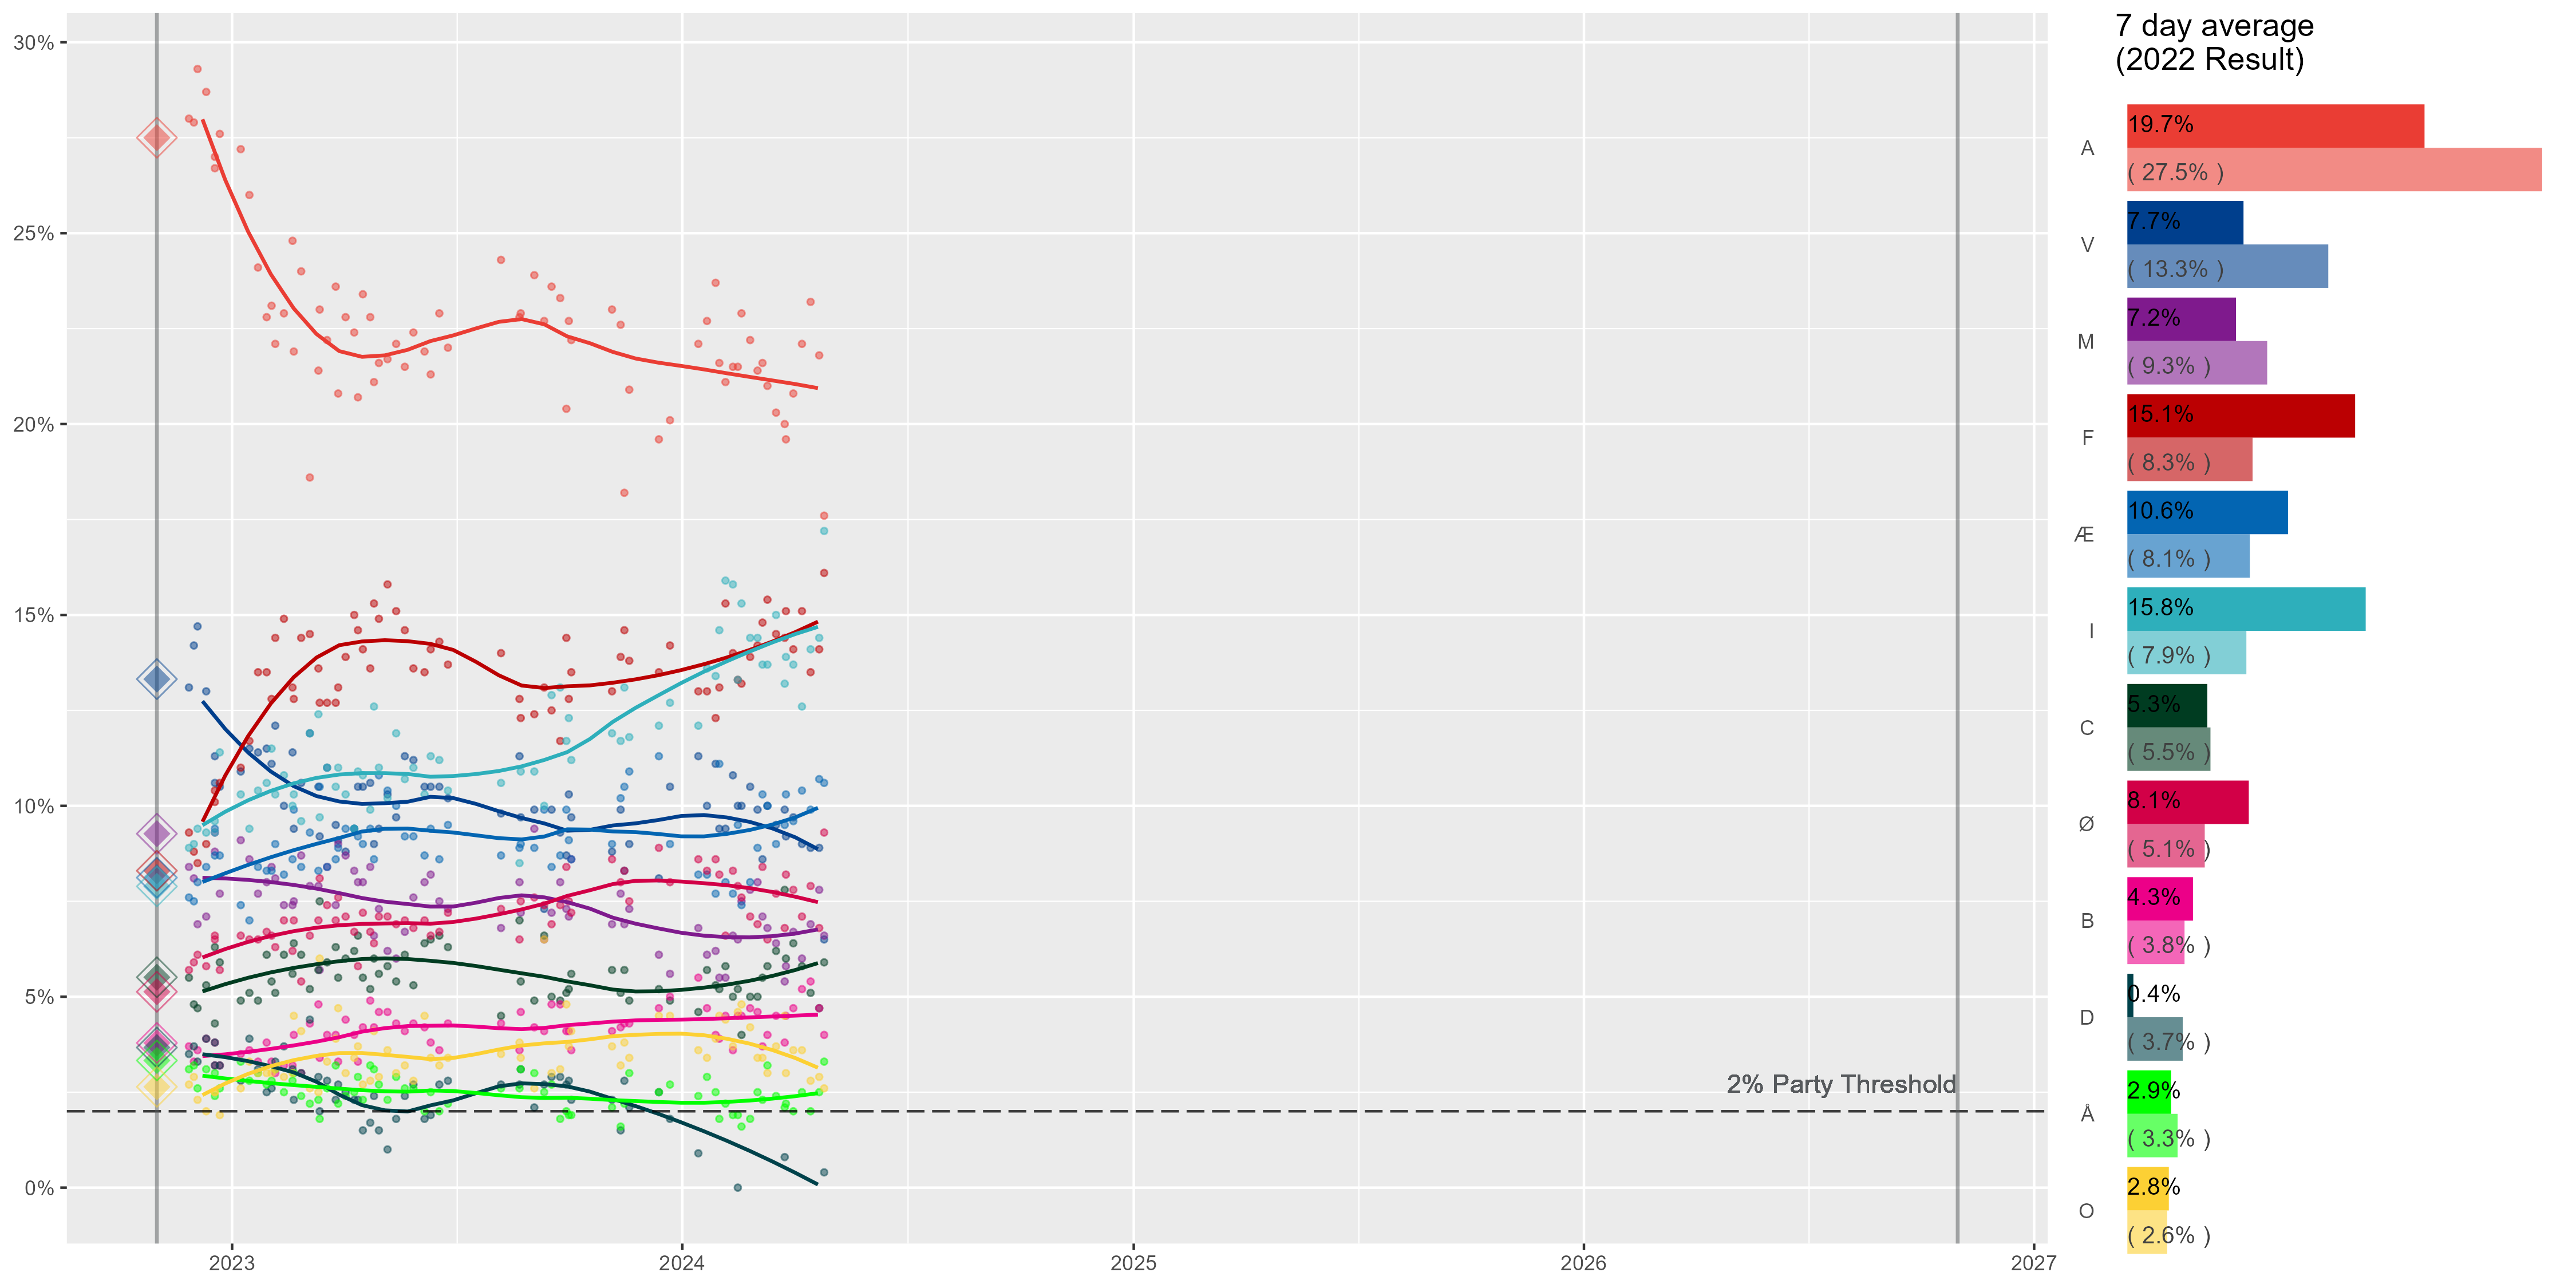 30%
25%
20%
15%
10%
5%
0%
2% Party Threshold
2023
2024
2025
2026
2027
7 day average
(2022 Result)
A
19.7%
( 27.5% )
V
7.7%
( 13.3% )
M
7.2%
( 9.3% )
F
15.1%
( 8.3% )
Æ
10.6%
( 8.1% )
I
15.8%
( 7.9% )
C
5.3%
( 5.5% )
Ø
8.1%
( 5.1% )
B
4.3%
( 3.8% )
D
0.4%
( 3.7% )
Å
2.9%
( 3.3% )
O
2.8%
( 2.6% )